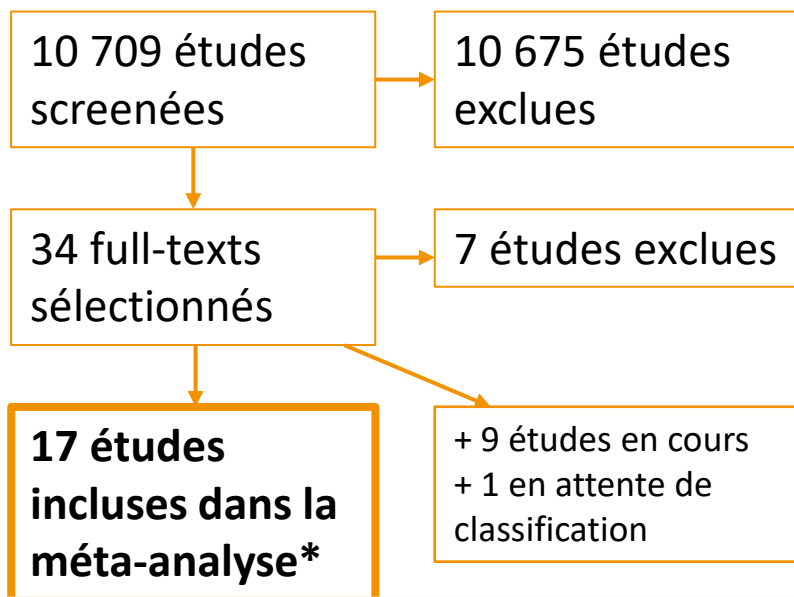 10 709 études
screenées
10 675 études
exclues
34 full-texts
sélectionnés
7 études exclues
17 études
incluses dans la
méta-analyse*
+ 9 études en cours
+ 1 en attente de
classification